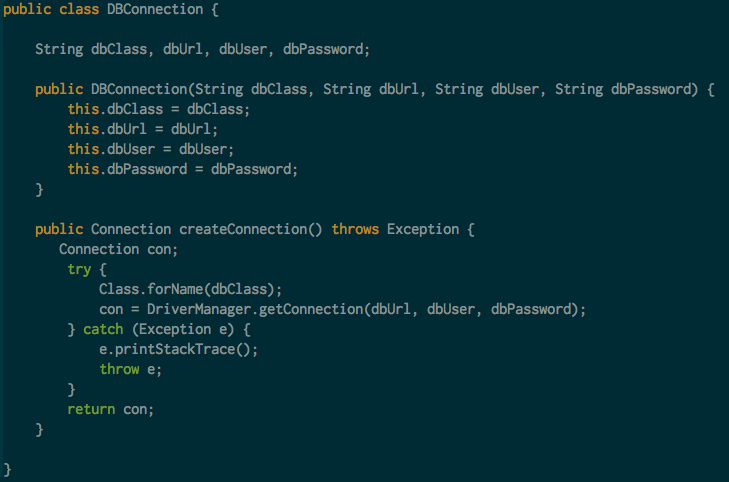 public class DBConnection {
String dbClass, dbUrl, dbUser, dbPassword;
public DBConnection(String dbClass, String dbUrl, String dbUser, String dbPassword) {
this.dbClass = dbClass;
this.dbUrl = dbUrl;
this.dbUser = dbUser;
this.dbPassword = dbPassword;
}
public Connection createConnection() throws Exception {
Connection con;
try {
Class.forName(dbClass);
con = DriverManager.getConnection(dbUrl, dbUser, dbPassword);
} catch (Exception e) {
e.printStackTrace();
throw e;
}
return con;
}
}